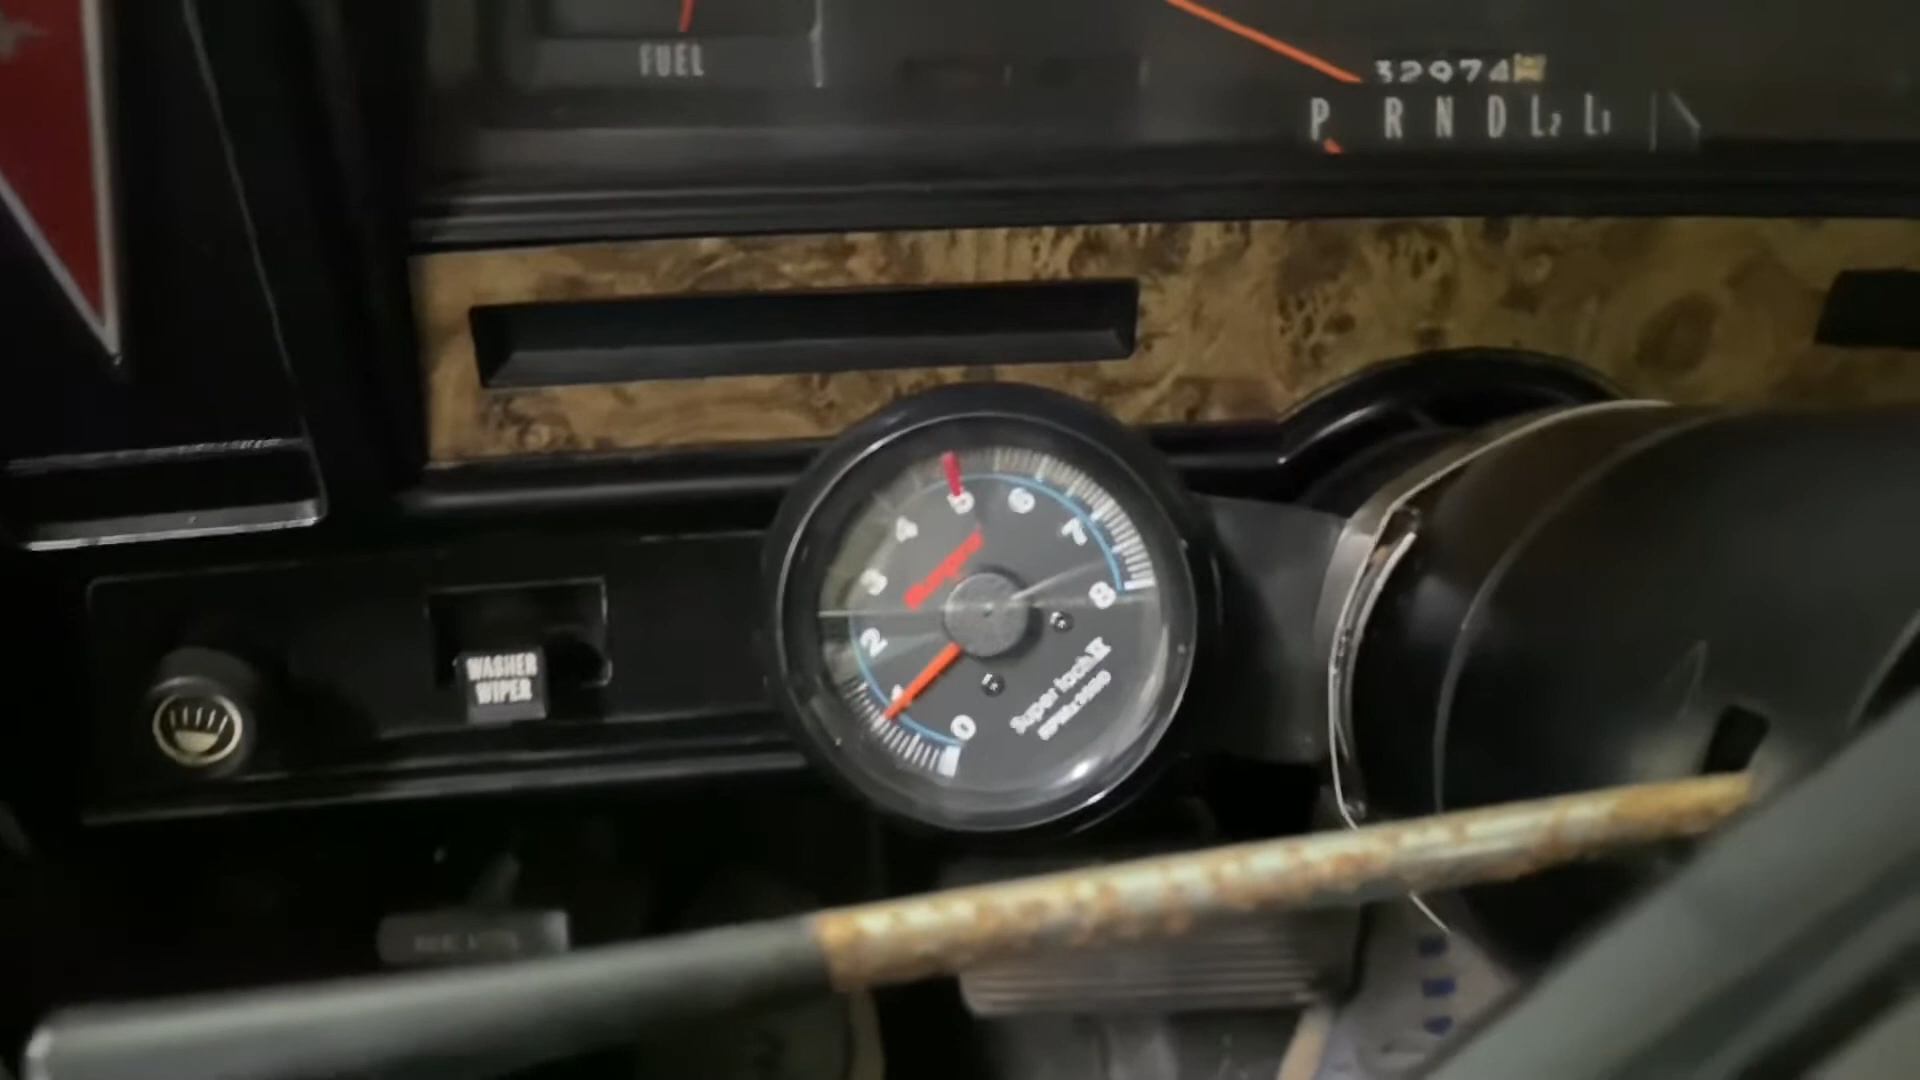 FUEL
32974
P R N D L2 L1
WASHER
WIPER
0 1 2 3 4 5 6 7 8
Super tach II